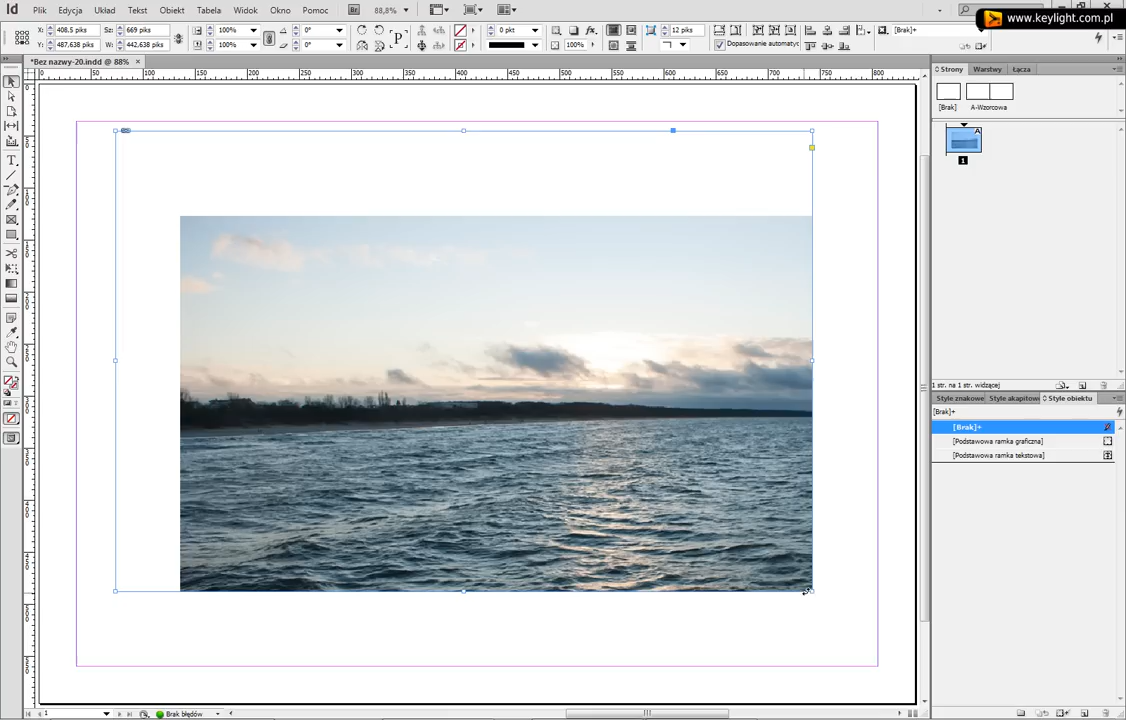 Id Plik Edycja Układ Tekst Obiekt Tabela Widok Okno Pomoc Br 88,8%
www.keylight.com.pl
X: 408.5 piks Sz: 669 piks 100% 0° P 0 pkt 12 piks [Brak]+
Y: 487.638 piks W: 442.638 piks 100% 0° 100% Dopasowanie automatyc
*Bez nazwy-20.indd @ 88% ×
0 50 100 150 200 250 300 350 400 450 500 550 600 650 700 750 800
Strony Warstwy Łącza
[Brak] A-Wzorcowa
A
1
1 str. na 1 str. widzącej
Style znakowe Style akapitowe Style obiektu
[Brak]+
[Brak]+
[Podstawowa ramka graficzna]
[Podstawowa ramka tekstowa]
1 Brak błędów